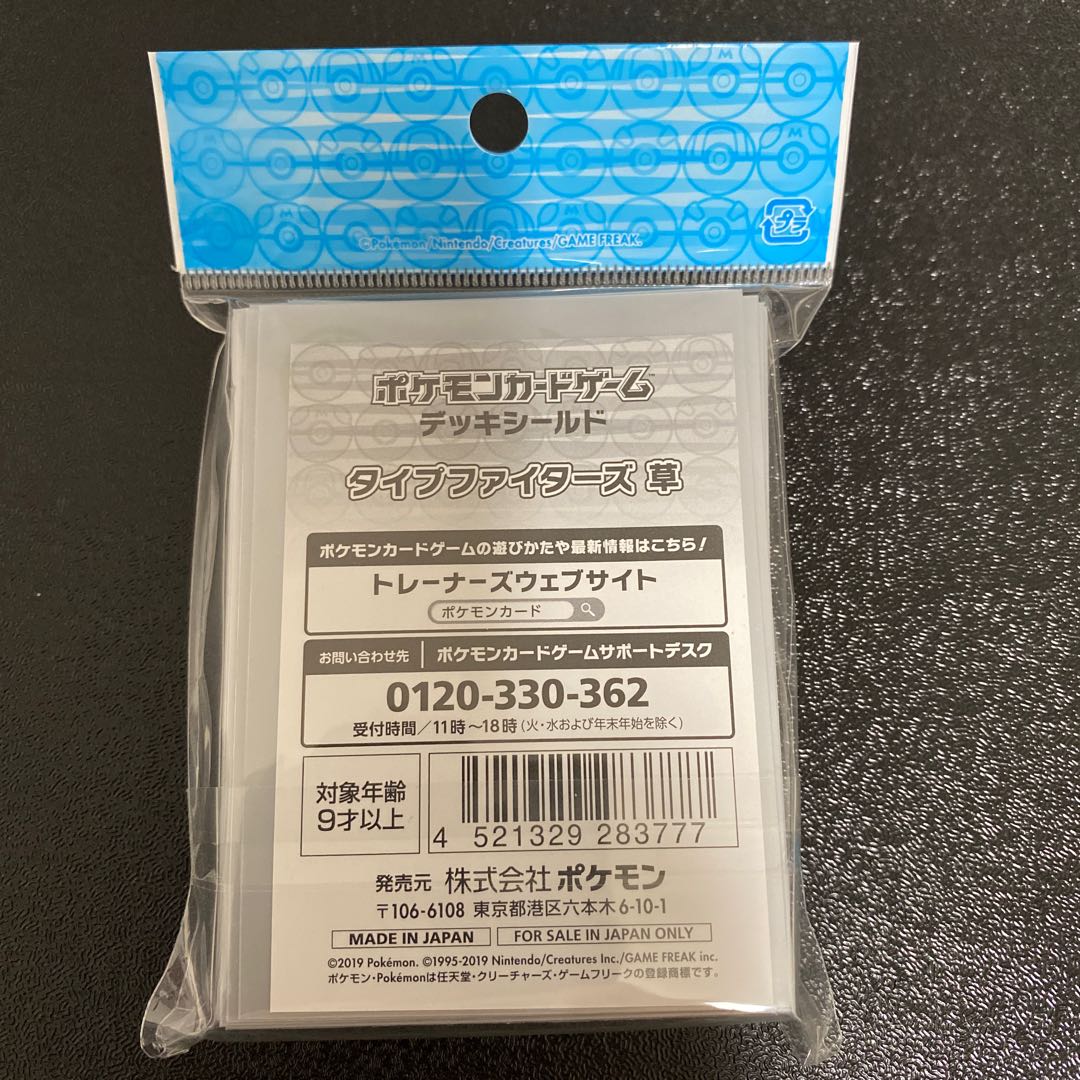 ©Pokémon/Nintendo/Creatures/GAME FREAK.
プラ
ポケモンカードゲーム™
デッキシールド
タイプファイターズ 草
ポケモンカードゲームの遊びかたや最新情報はこちら!
トレーナーズウェブサイト
ポケモンカード
お問い合わせ先 | ポケモンカードゲームサポートデスク
0120-330-362
受付時間/11時~18時(火・水および年末年始を除く)
対象年齢
9才以上
4 521329 283777
発売元 株式会社 ポケモン
〒106-6108 東京都港区六本木6-10-1
MADE IN JAPAN FOR SALE IN JAPAN ONLY
©2019 Pokémon. ©1995-2019 Nintendo/Creatures Inc./GAME FREAK inc.
ポケモン・Pokémonは任天堂・クリーチャーズ・ゲームフリークの登録商標です。